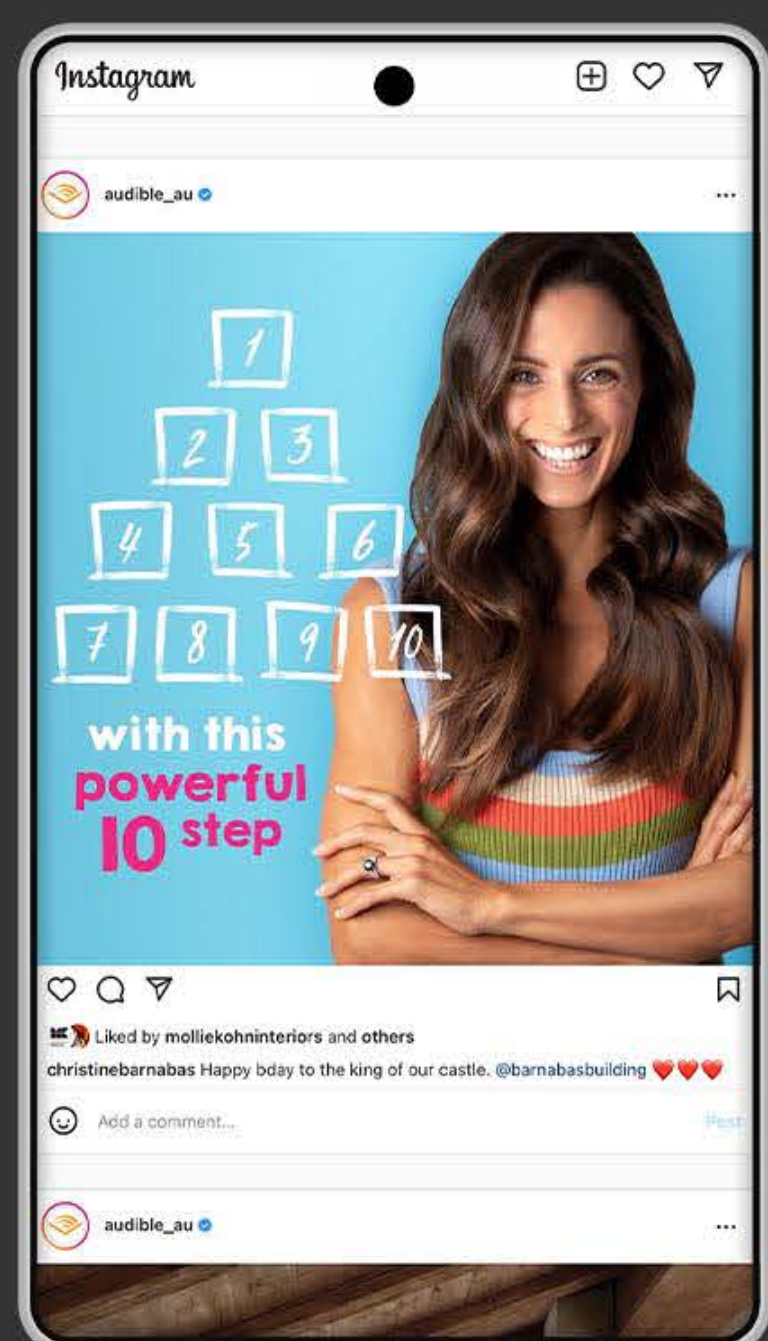 Instagram
audible_au
1
2 3
4 5 6
7 8 9 10
with this
powerful
10 step
Liked by molliekohninteriors and others
christinebarnabas Happy bday to the king of our castle. @barnabasbuilding ❤️❤️❤️
Add a comment... Post
audible_au